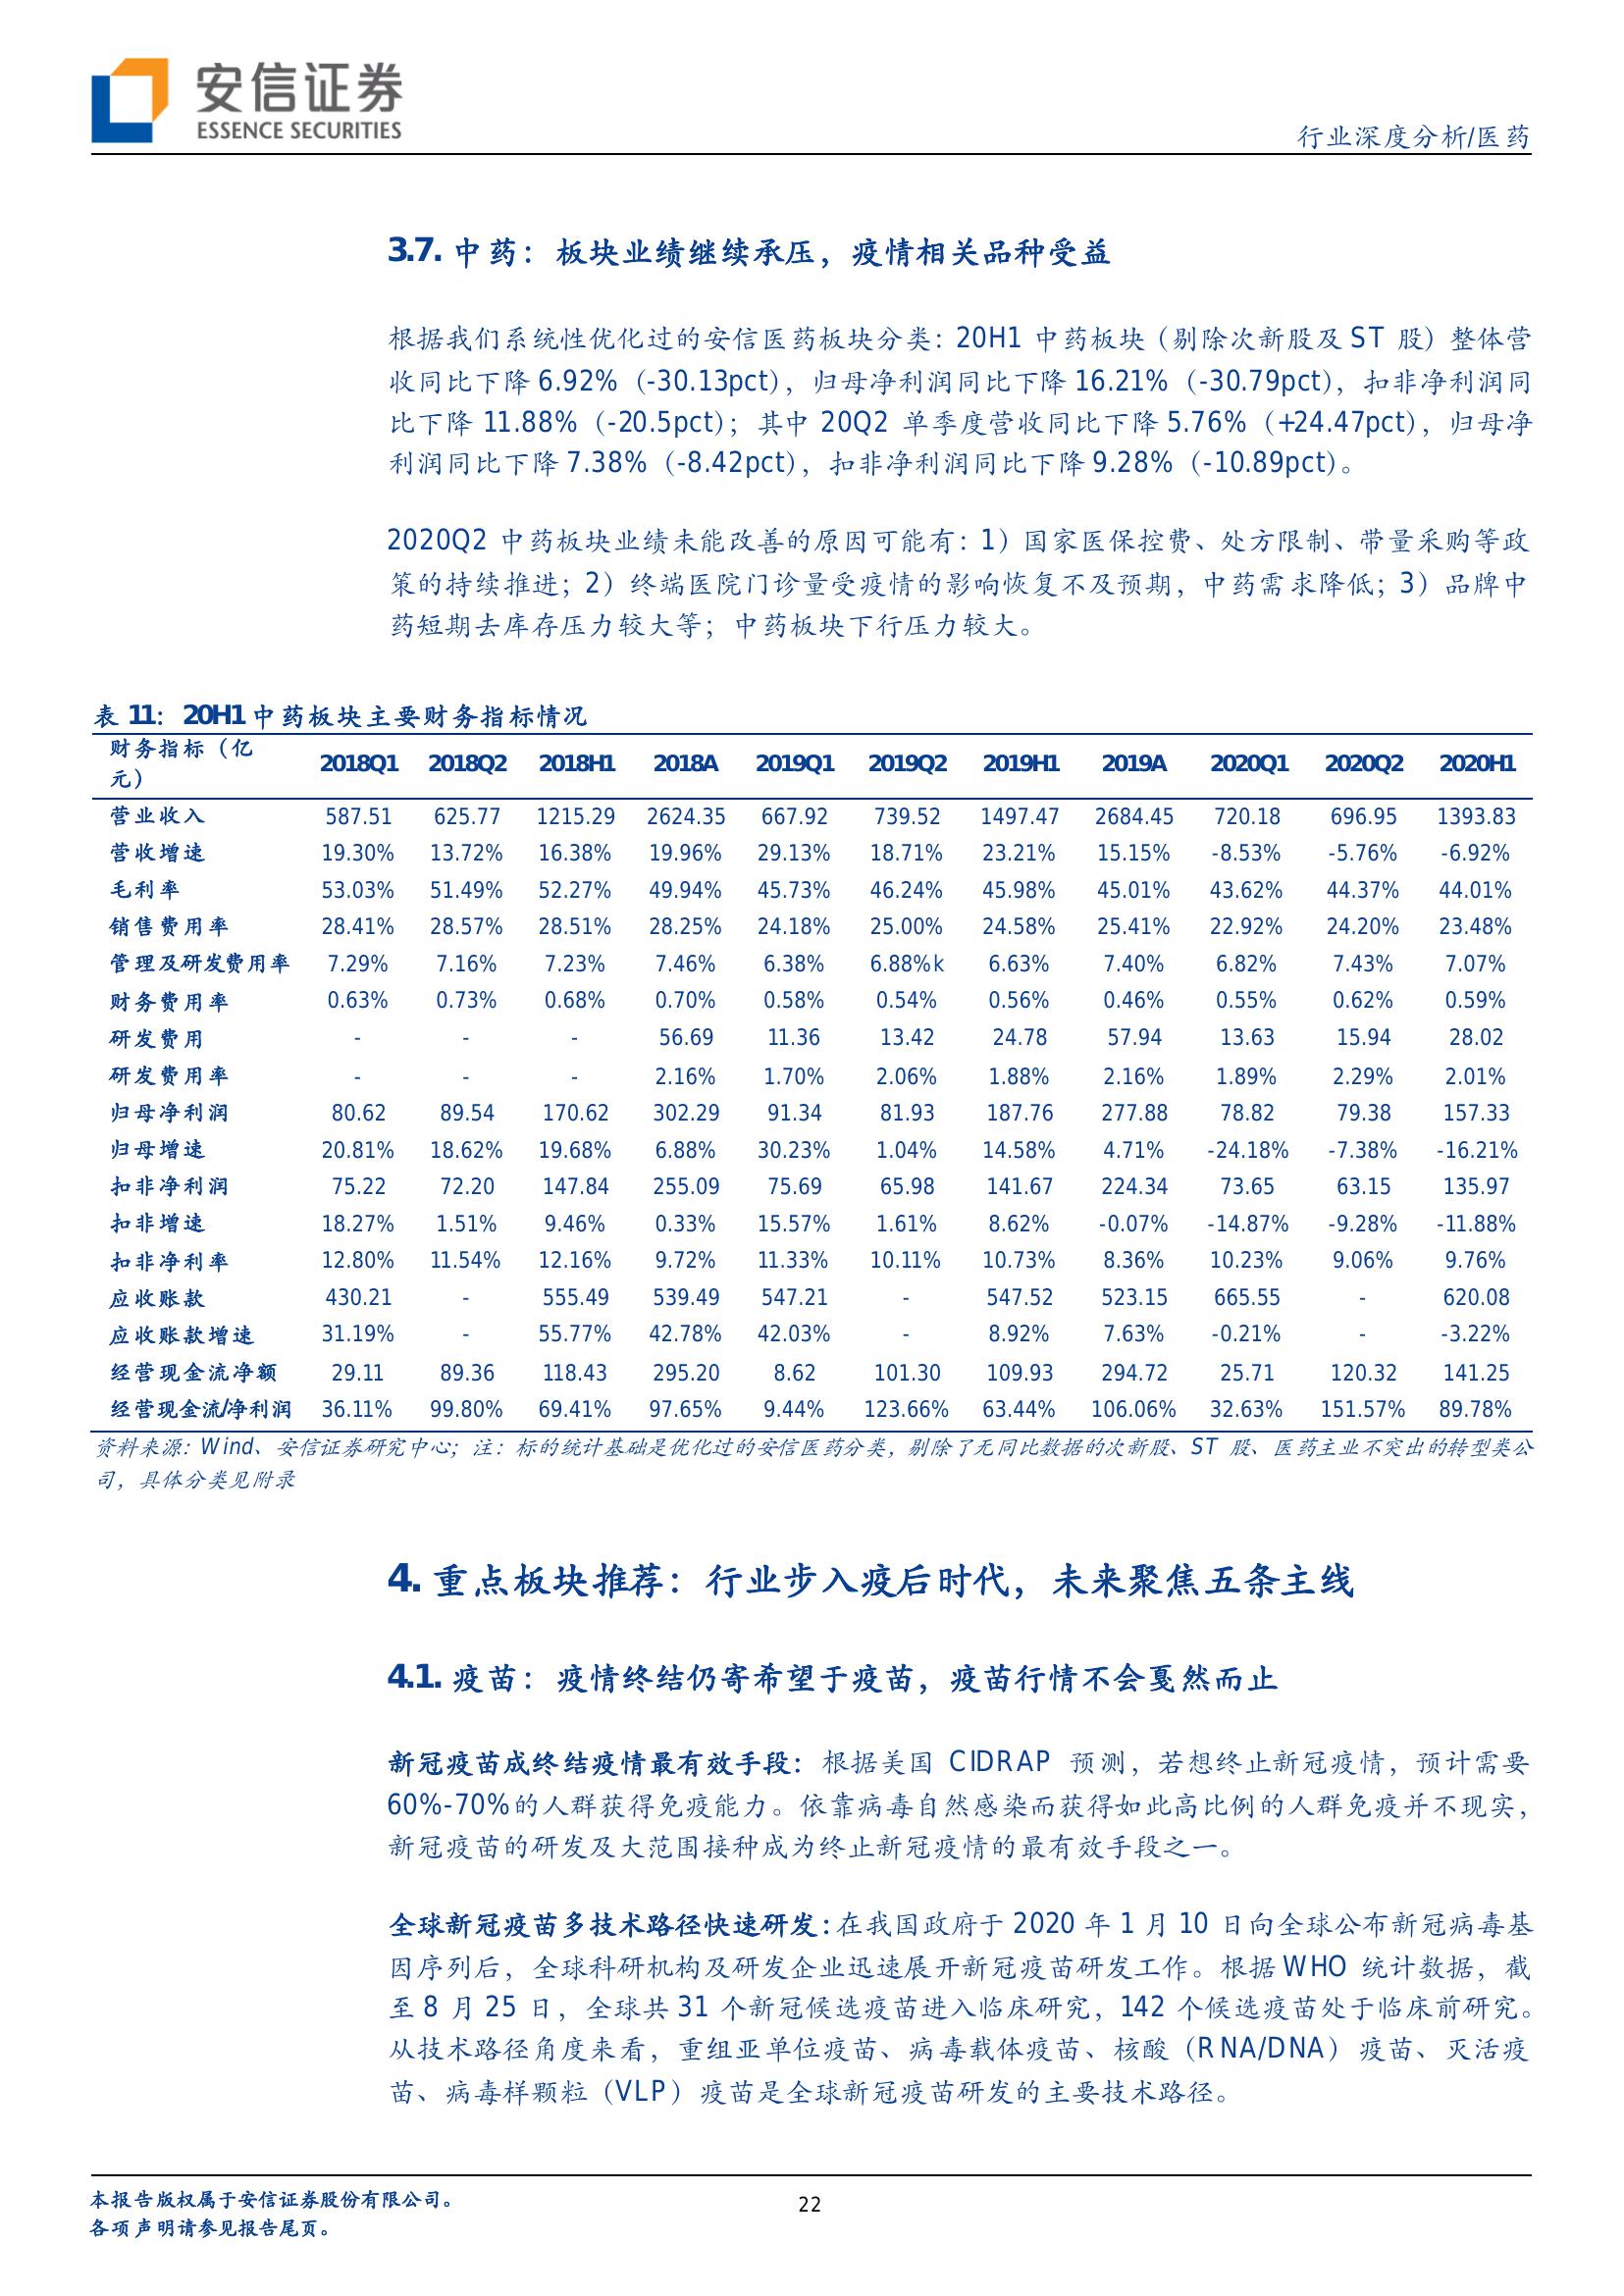 安信证券
ESSENCE SECURITIES
行业深度分析/医药
3.7. 中药：板块业绩继续承压，疫情相关品种受益
根据我们系统性优化过的安信医药板块分类：20H1 中药板块（剔除次新股及 ST 股）整体营
收同比下降 6.92%（-30.13pct），归母净利润同比下降 16.21%（-30.79pct），扣非净利润同
比下降 11.88%（-20.5pct）；其中 20Q2 单季度营收同比下降 5.76%（+24.47pct），归母净
利润同比下降 7.38%（-8.42pct），扣非净利润同比下降 9.28%（-10.89pct）。
2020Q2 中药板块业绩未能改善的原因可能有：1）国家医保控费、处方限制、带量采购等政
策的持续推进；2）终端医院门诊量受疫情的影响恢复不及预期，中药需求降低；3）品牌中
药短期去库存压力较大等；中药板块下行压力较大。
表 11：20H1 中药板块主要财务指标情况
财务指标（亿元） 2018Q1 2018Q2 2018H1 2018A 2019Q1 2019Q2 2019H1 2019A 2020Q1 2020Q2 2020H1
营业收入 587.51 625.77 1215.29 2624.35 667.92 739.52 1497.47 2684.45 720.18 696.95 1393.83
营收增速 19.30% 13.72% 16.38% 19.96% 29.13% 18.71% 23.21% 15.15% -8.53% -5.76% -6.92%
毛利率 53.03% 51.49% 52.27% 49.94% 45.73% 46.24% 45.98% 45.01% 43.62% 44.37% 44.01%
销售费用率 28.41% 28.57% 28.51% 28.25% 24.18% 25.00% 24.58% 25.41% 22.92% 24.20% 23.48%
管理及研发费用率 7.29% 7.16% 7.23% 7.46% 6.38% 6.88%k 6.63% 7.40% 6.82% 7.43% 7.07%
财务费用率 0.63% 0.73% 0.68% 0.70% 0.58% 0.54% 0.56% 0.46% 0.55% 0.62% 0.59%
研发费用 - - - 56.69 11.36 13.42 24.78 57.94 13.63 15.94 28.02
研发费用率 - - - 2.16% 1.70% 2.06% 1.88% 2.16% 1.89% 2.29% 2.01%
归母净利润 80.62 89.54 170.62 302.29 91.34 81.93 187.76 277.88 78.82 79.38 157.33
归母增速 20.81% 18.62% 19.68% 6.88% 30.23% 1.04% 14.58% 4.71% -24.18% -7.38% -16.21%
扣非净利润 75.22 72.20 147.84 255.09 75.69 65.98 141.67 224.34 73.65 63.15 135.97
扣非增速 18.27% 1.51% 9.46% 0.33% 15.57% 1.61% 8.62% -0.07% -14.87% -9.28% -11.88%
扣非净利率 12.80% 11.54% 12.16% 9.72% 11.33% 10.11% 10.73% 8.36% 10.23% 9.06% 9.76%
应收账款 430.21 - 555.49 539.49 547.21 - 547.52 523.15 665.55 - 620.08
应收账款增速 31.19% - 55.77% 42.78% 42.03% - 8.92% 7.63% -0.21% - -3.22%
经营现金流净额 29.11 89.36 118.43 295.20 8.62 101.30 109.93 294.72 25.71 120.32 141.25
经营现金流/净利润 36.11% 99.80% 69.41% 97.65% 9.44% 123.66% 63.44% 106.06% 32.63% 151.57% 89.78%
资料来源：Wind、安信证券研究中心；注：标的统计基础是优化过的安信医药分类，剔除了无同比数据的次新股、ST 股、医药主业不突出的转型类公
司，具体分类见附录
4. 重点板块推荐：行业步入疫后时代，未来聚焦五条主线
4.1. 疫苗：疫情终结仍寄希望于疫苗，疫苗行情不会戛然而止
新冠疫苗成终结疫情最有效手段：根据美国 CIDRAP 预测，若想终止新冠疫情，预计需要
60%-70%的人群获得免疫能力。依靠病毒自然感染而获得如此高比例的人群免疫并不现实，
新冠疫苗的研发及大范围接种成为终止新冠疫情的最有效手段之一。
全球新冠疫苗多技术路径快速研发：在我国政府于 2020 年 1 月 10 日向全球公布新冠病毒基
因序列后，全球科研机构及研发企业迅速展开新冠疫苗研发工作。根据 WHO 统计数据，截
至 8 月 25 日，全球共 31 个新冠候选疫苗进入临床研究，142 个候选疫苗处于临床前研究。
从技术路径角度来看，重组亚单位疫苗、病毒载体疫苗、核酸（RNA/DNA）疫苗、灭活疫
苗、病毒样颗粒（VLP）疫苗是全球新冠疫苗研发的主要技术路径。
本报告版权属于安信证券股份有限公司。
各项声明请参见报告尾页。
22